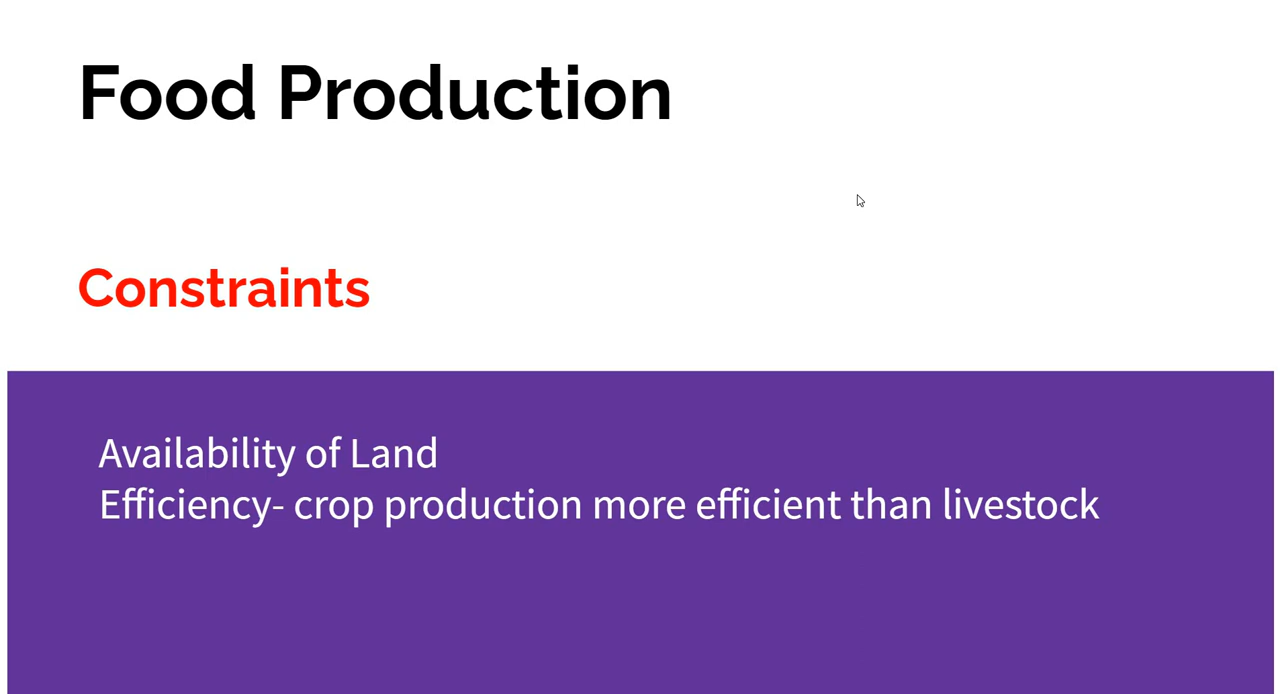 Food Production
Constraints
Availability of Land
Efficiency- crop production more efficient than livestock